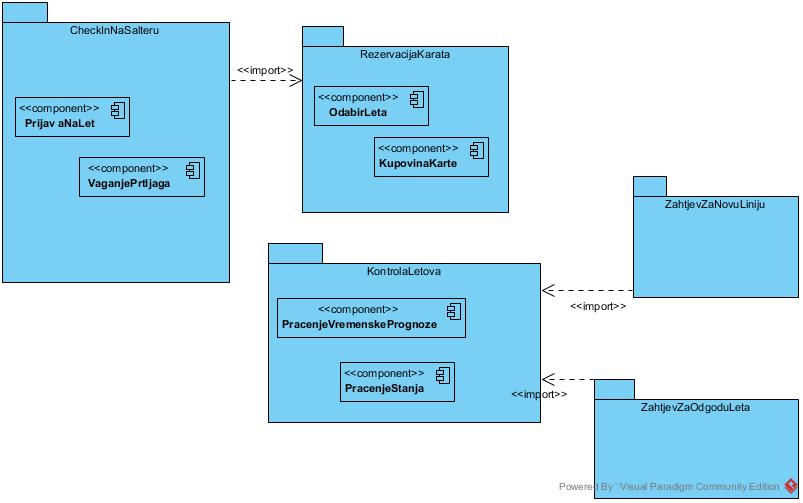 CheckInNaSalteru
<<component>>
Prijav aNaLet
<<component>>
VaganjePrtljaga
<<import>>
RezervacijaKarata
<<component>>
OdabirLeta
<<component>>
KupovinaKarte
KontrolaLetova
<<component>>
PracenjeVremenskePrognoze
<<component>>
PracenjeStanja
ZahtjevZaNovuLiniju
<<import>>
<<import>>
ZahtjevZaOdgoduLeta
Powered By Visual Paradigm Community Edition